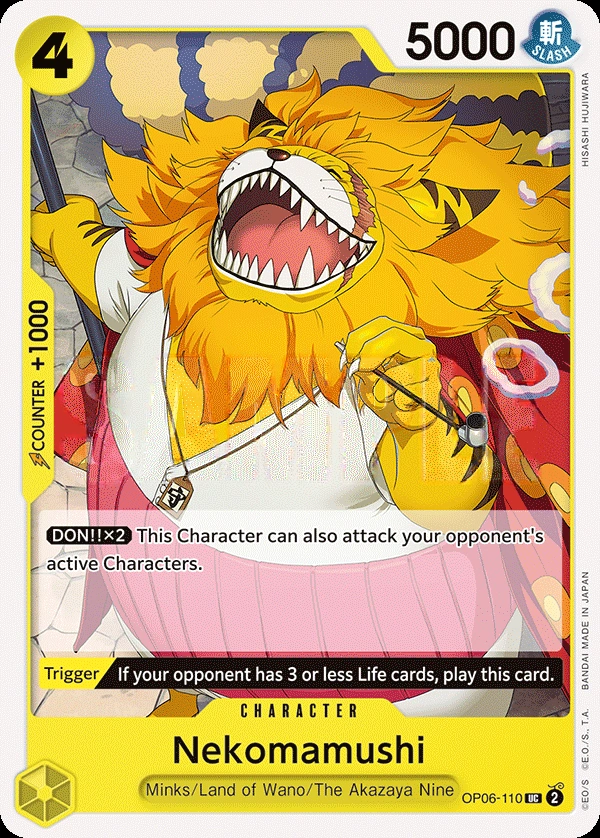 4
5000
斬
SLASH
HISASHI HUJIWARA
COUNTER +1000
SAMPLE
守
DON!!×2 This Character can also attack your opponent's
active Characters.
Trigger If your opponent has 3 or less Life cards, play this card.
CHARACTER
Nekomamushi
Minks/Land of Wano/The Akazaya Nine
OP06-110 UC 2
©E.O/S ©E.O./S., T.A. BANDAI MADE IN JAPAN